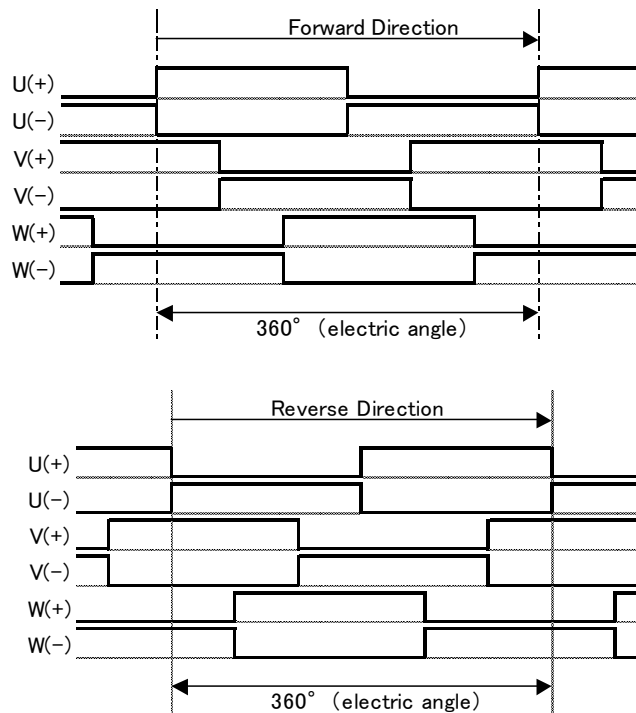 Forward Direction
U(+)
U(−)
V(+)
V(−)
W(+)
W(−)
360° (electric angle)
Reverse Direction
U(+)
U(−)
V(+)
V(−)
W(+)
W(−)
360° (electric angle)